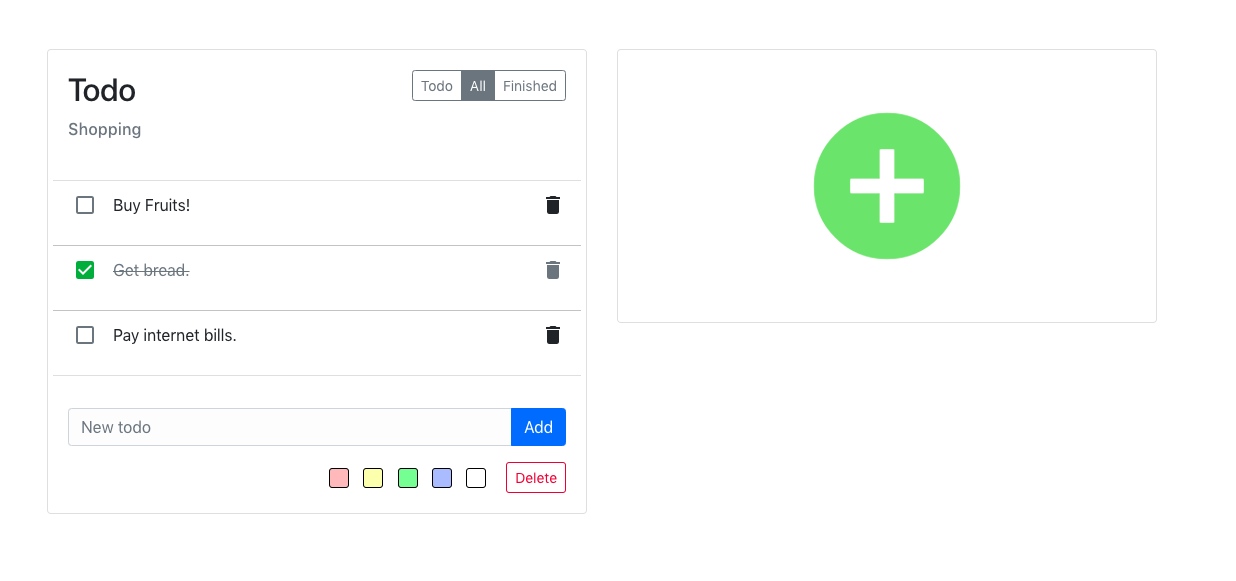 Todo
Todo All Finished
Shopping
Buy Fruits!
Get bread.
Pay internet bills.
New todo Add
Delete